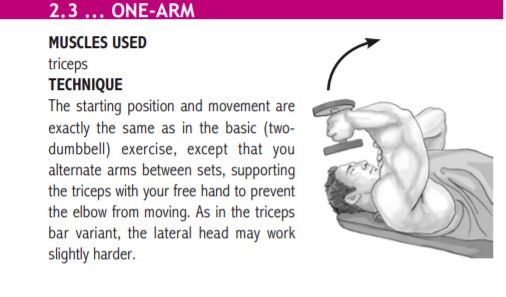 2.3 ... ONE-ARM
MUSCLES USED
triceps
TECHNIQUE
The starting position and movement are
exactly the same as in the basic (two-
dumbbell) exercise, except that you
alternate arms between sets, supporting
the triceps with your free hand to prevent
the elbow from moving. As in the triceps
bar variant, the lateral head may work
slightly harder.